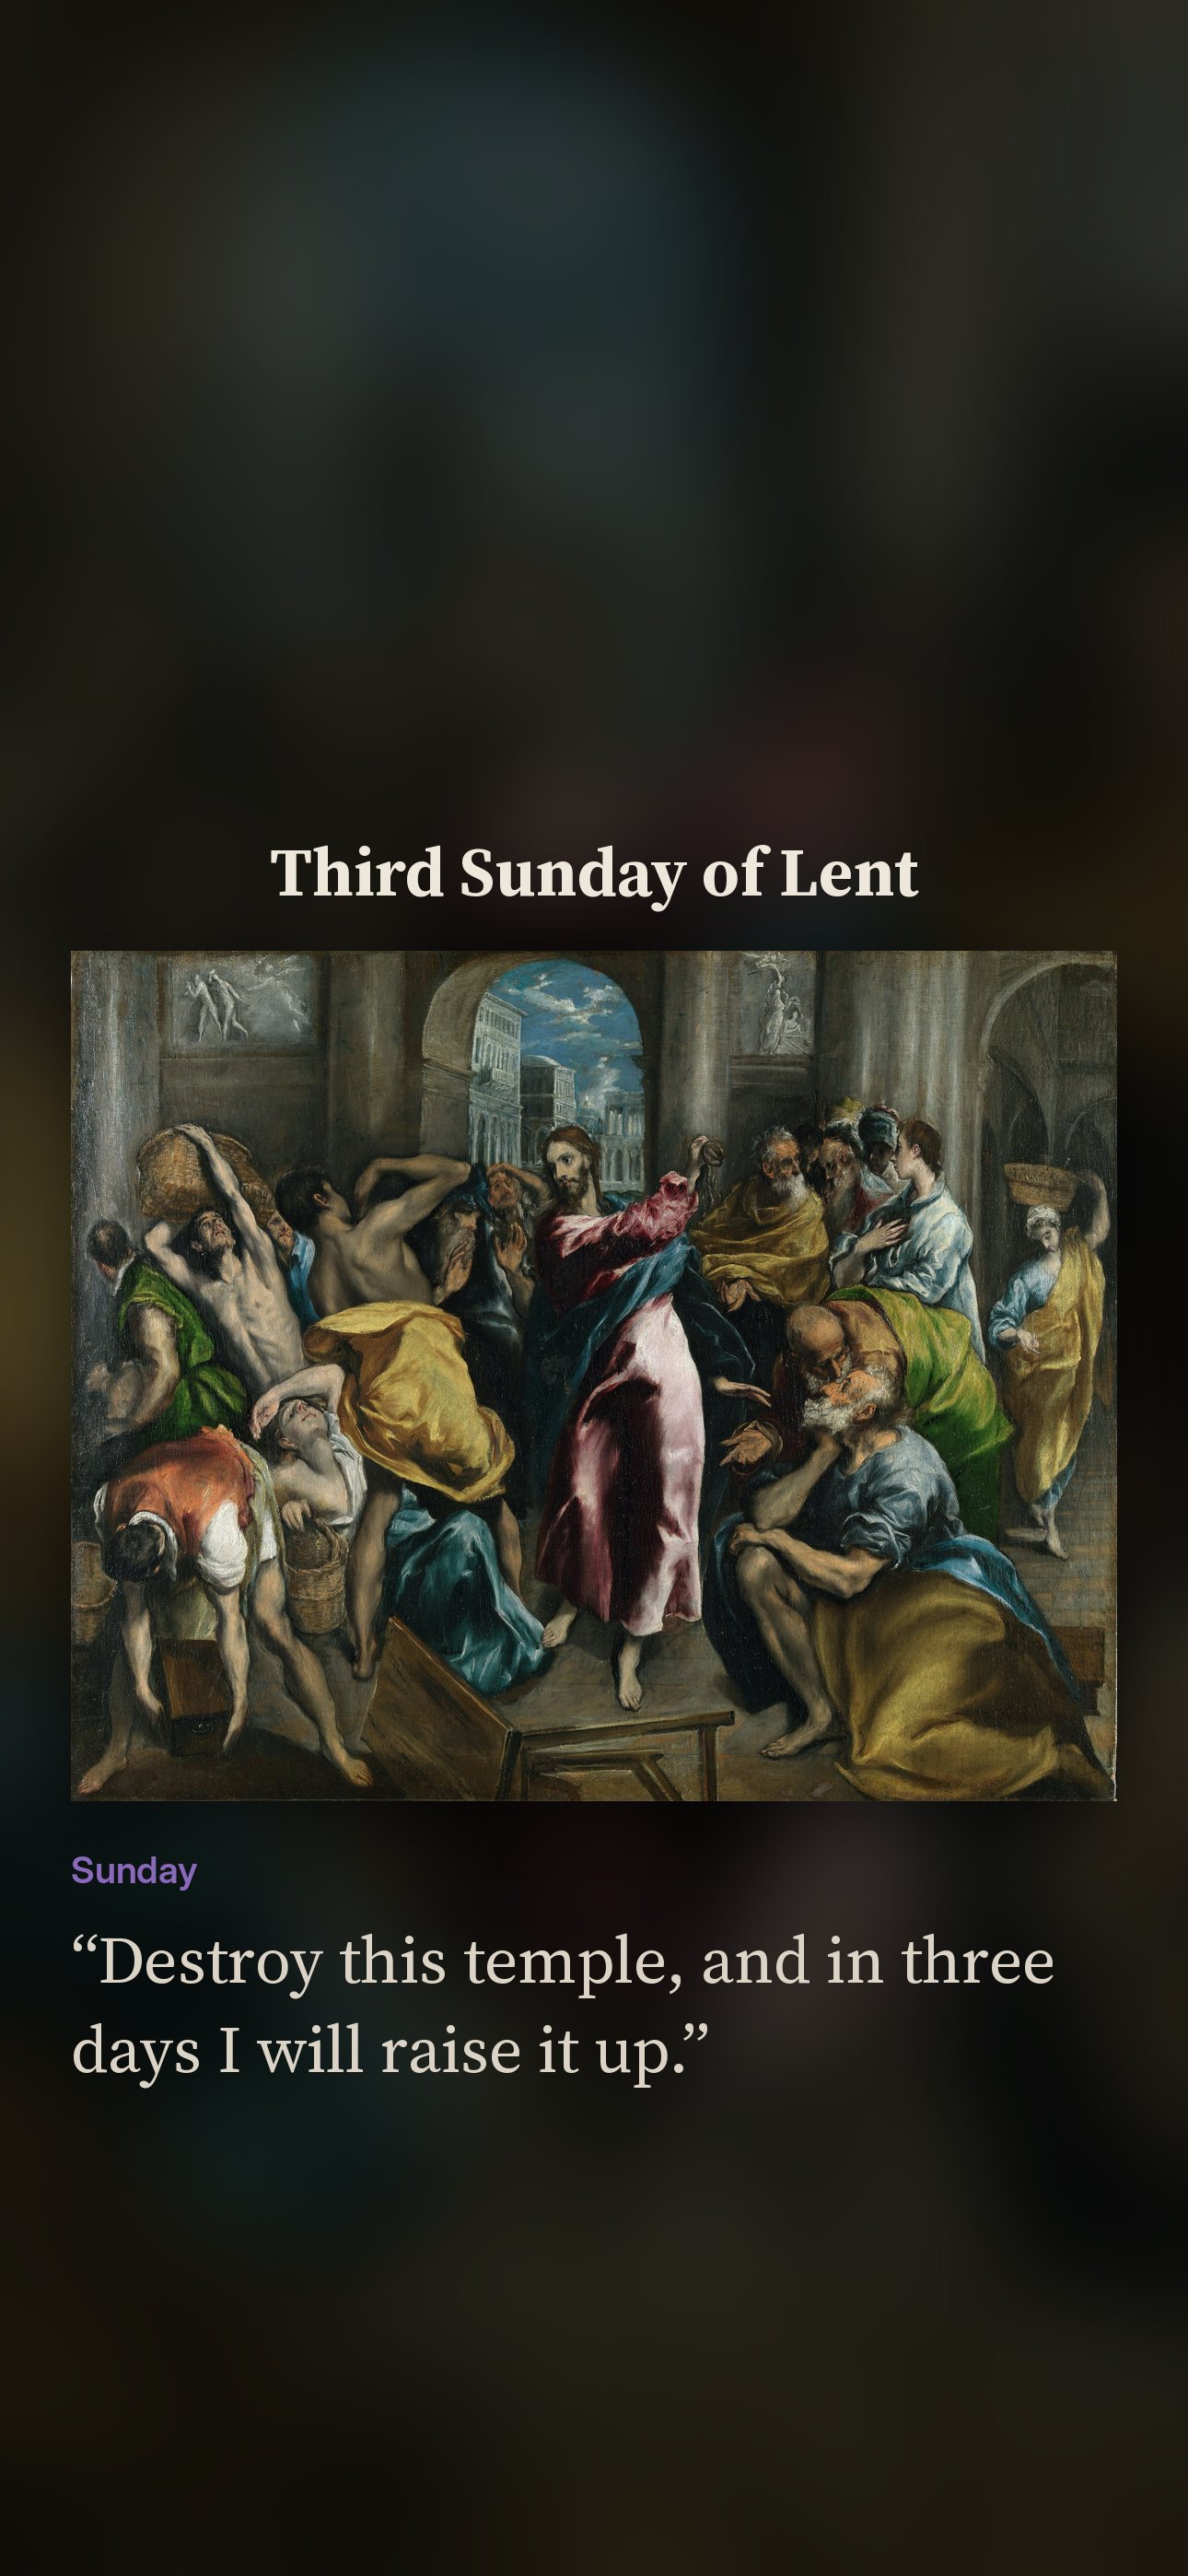 Third Sunday of Lent
Sunday
“Destroy this temple, and in three
days I will raise it up.”